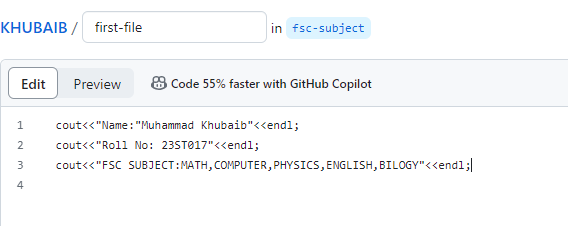 KHUBAIB / first-file in fsc-subject
Edit Preview Code 55% faster with GitHub Copilot
1 cout<<"Name:"Muhammad Khubaib"<<endl;
2 cout<<"Roll No: 23ST017"<<endl;
3 cout<<"FSC SUBJECT:MATH,COMPUTER,PHYSICS,ENGLISH,BILOGY"<<endl;
4